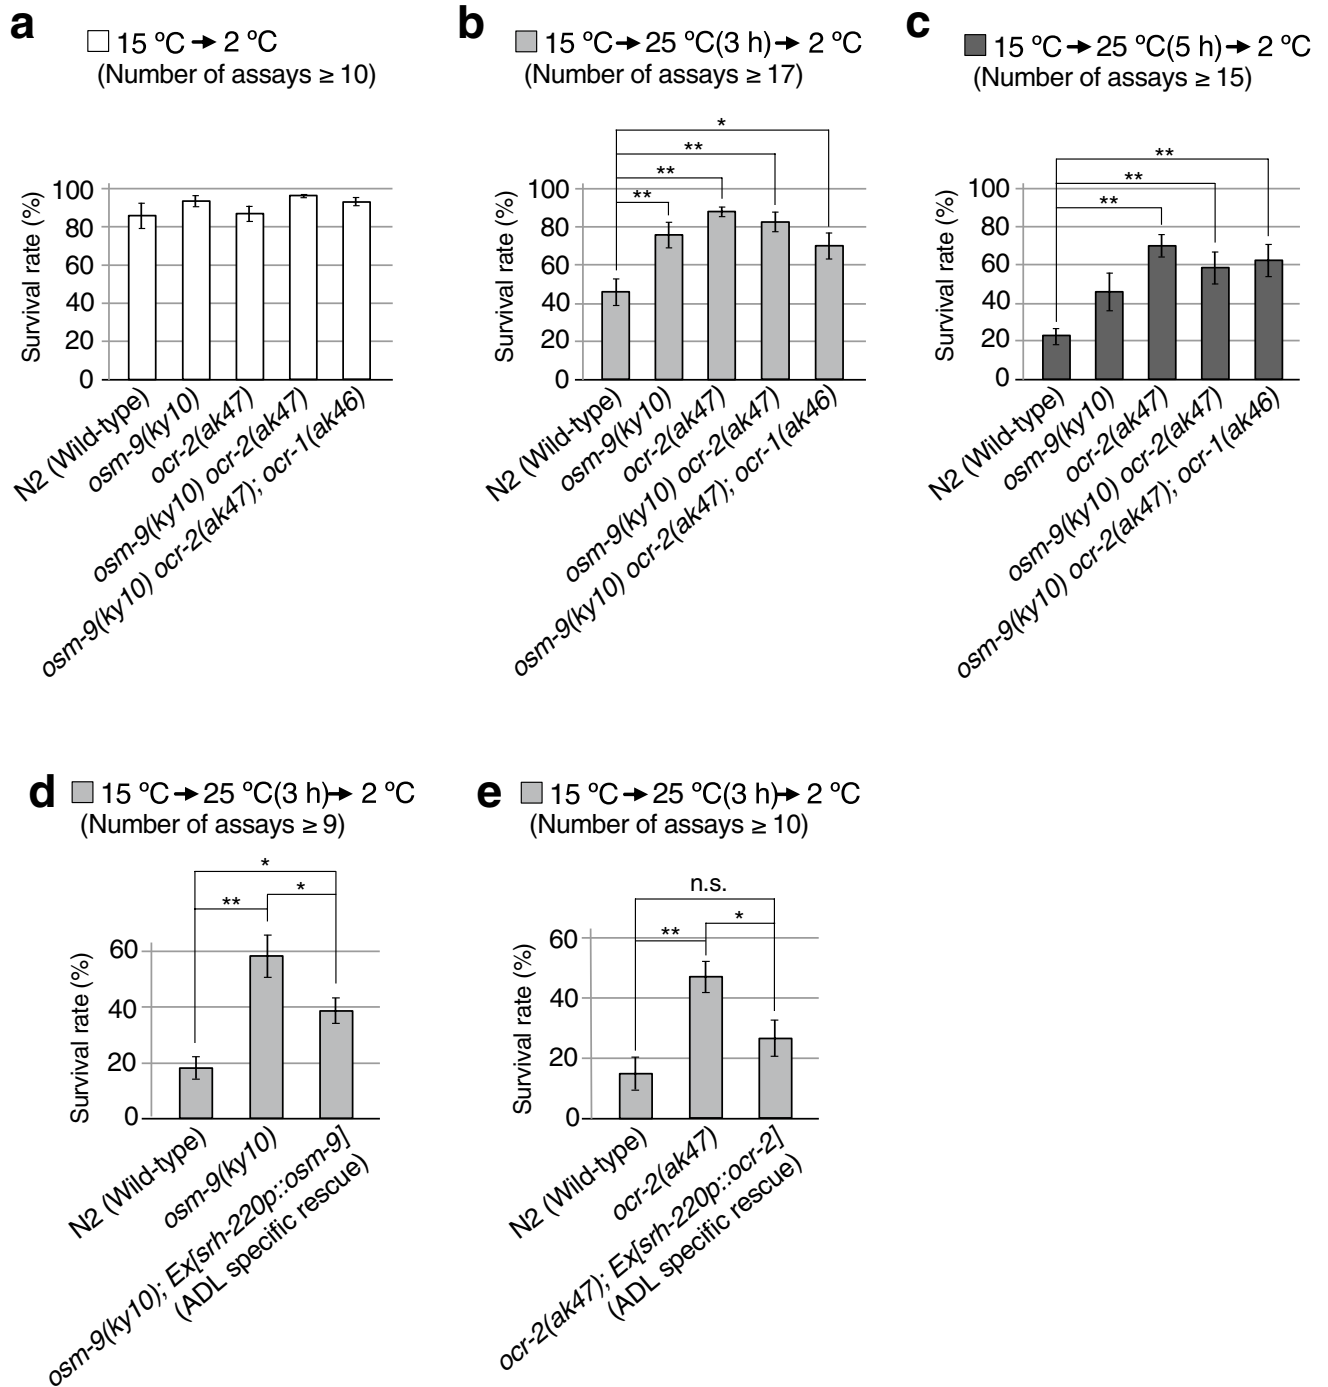 a
15 ºC → 2 ºC
(Number of assays ≥ 10)
Survival rate (%)
100
80
60
40
20
0
N2 (Wild-type)
osm-9(ky10)
ocr-2(ak47)
osm-9(ky10) ocr-2(ak47)
osm-9(ky10) ocr-2(ak47); ocr-1(ak46)
b
15 ºC → 25 ºC(3 h) → 2 ºC
(Number of assays ≥ 17)
*
**
**
**
Survival rate (%)
100
80
60
40
20
0
N2 (Wild-type)
osm-9(ky10)
ocr-2(ak47)
osm-9(ky10) ocr-2(ak47)
osm-9(ky10) ocr-2(ak47); ocr-1(ak46)
c
15 ºC → 25 ºC(5 h) → 2 ºC
(Number of assays ≥ 15)
**
**
**
Survival rate (%)
100
80
60
40
20
0
N2 (Wild-type)
osm-9(ky10)
ocr-2(ak47)
osm-9(ky10) ocr-2(ak47)
osm-9(ky10) ocr-2(ak47); ocr-1(ak46)
d
15 ºC → 25 ºC(3 h) → 2 ºC
(Number of assays ≥ 9)
*
*
**
Survival rate (%)
60
40
20
0
N2 (Wild-type)
osm-9(ky10)
osm-9(ky10); Ex[srh-220p::osm-9]
(ADL specific rescue)
e
15 ºC → 25 ºC(3 h) → 2 ºC
(Number of assays ≥ 10)
n.s.
*
**
Survival rate (%)
60
40
20
0
N2 (Wild-type)
ocr-2(ak47)
ocr-2(ak47); Ex[srh-220p::ocr-2]
(ADL specific rescue)